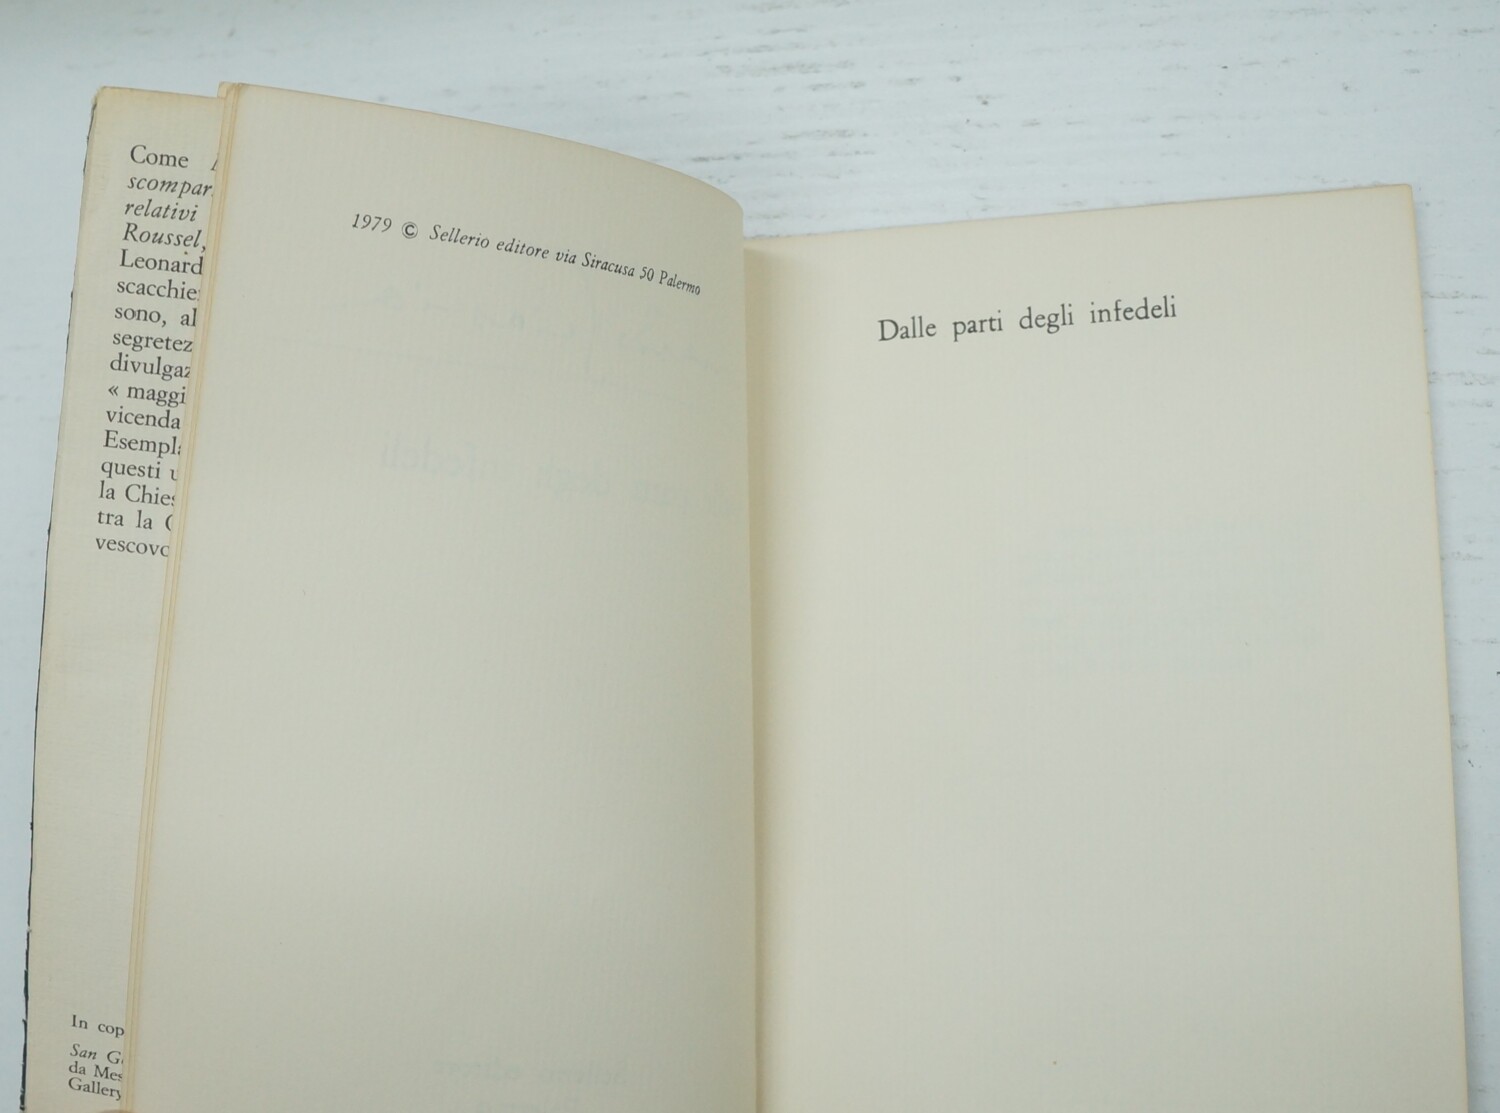 Come
scompar
relativi
Roussel,
Leonard
scacchie
sono, al
segretez
divulgaz
« maggi
vicenda
Esempla
questi u
la Chies
tra la C
vescovo
In cop
San G
da Mes
Gallery
1979 © Sellerio editore via Siracusa 50 Palermo
Dalle parti degli infedeli